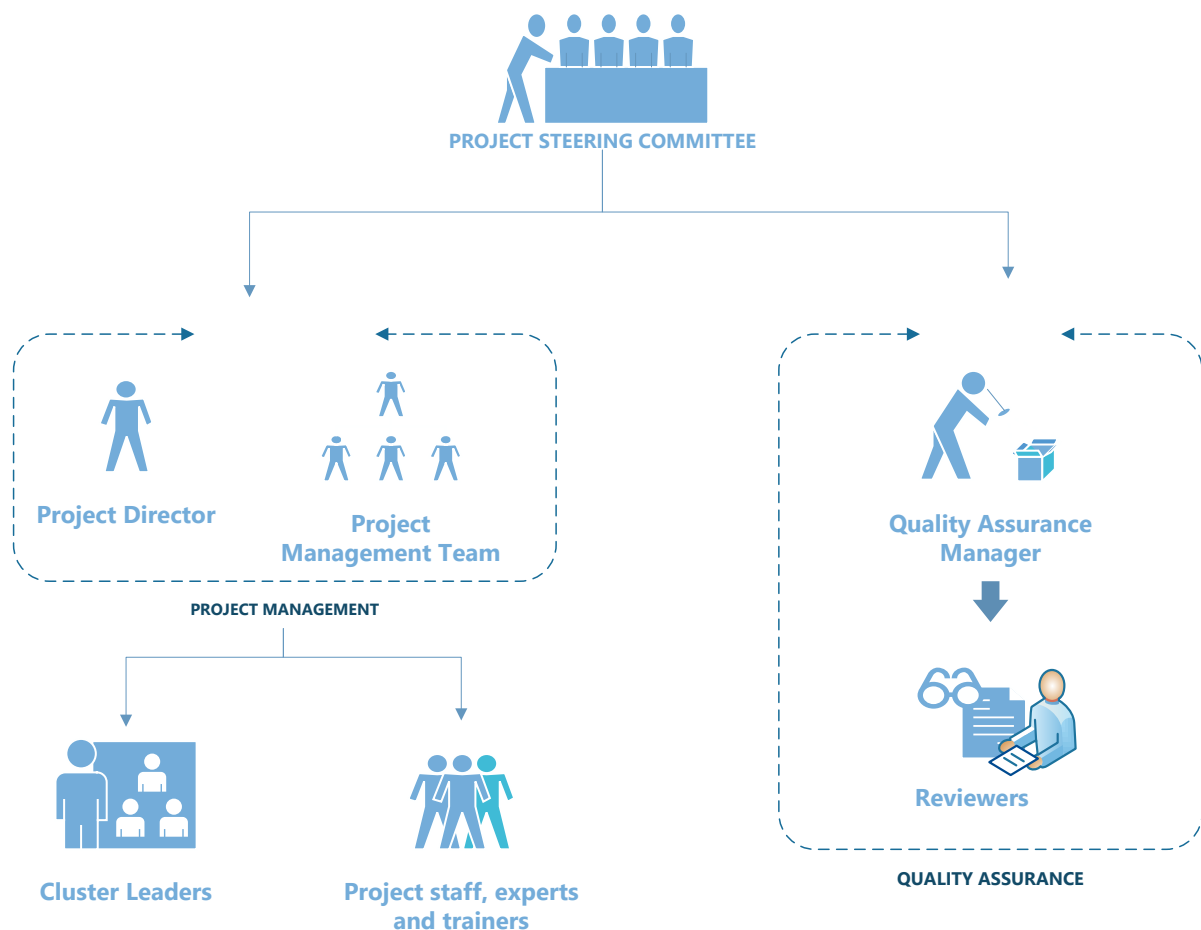 PROJECT STEERING COMMITTEE
Project Director
Project
Management Team
PROJECT MANAGEMENT
Cluster Leaders
Project staff, experts
and trainers
Quality Assurance
Manager
Reviewers
QUALITY ASSURANCE